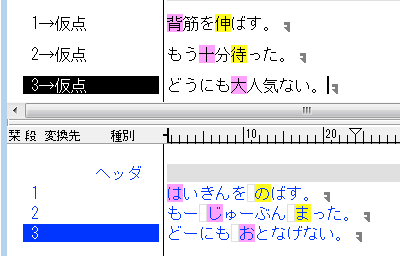 1→仮点 背筋を伸ばす。
2→仮点 もう十分待った。
3→仮点 どうにも大人気ない。
栞 段 変換先 種別 10 20
ヘッダ
1 はいきんを のばす。
2 もー じゅーぶん まった。
3 どーにも おとなげない。